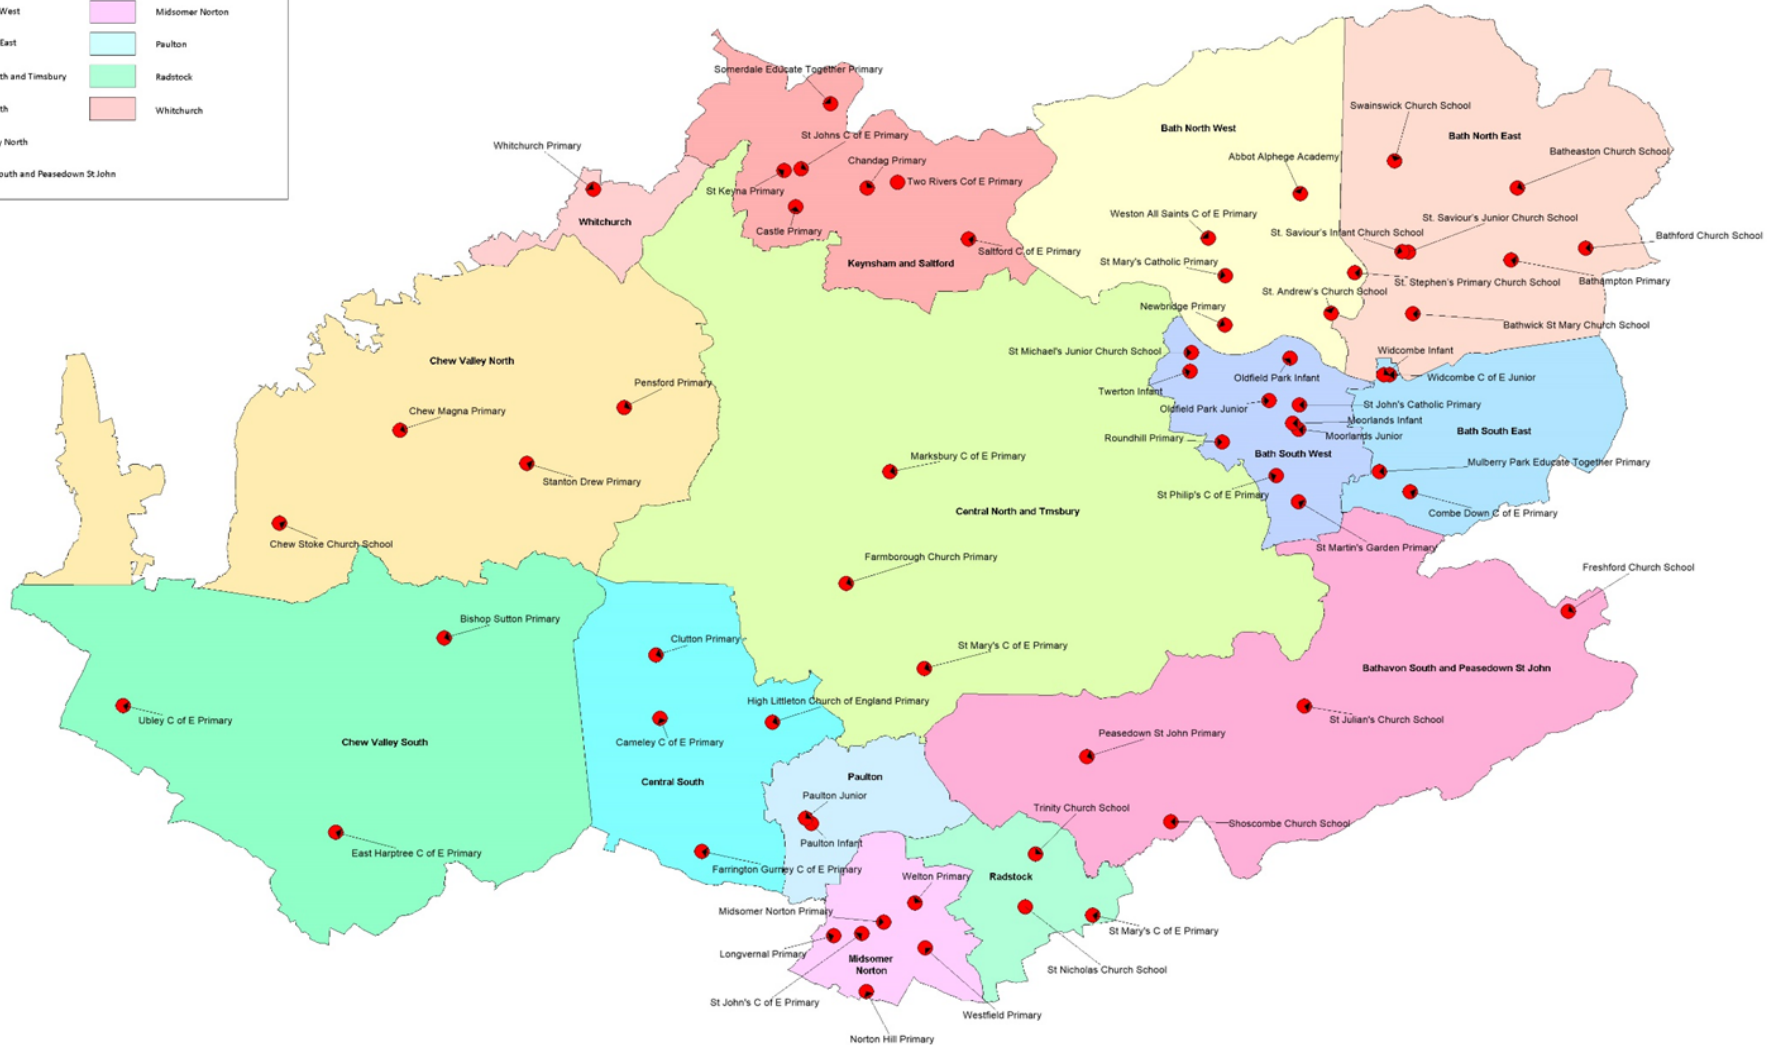 West
Midsomer Norton
East
Paulton
th and Timsbury
Radstock
th
Whitchurch
y North
outh and Peasedown St John
Somerdale Educate Together Primary
St Johns C of E Primary
Whitchurch Primary
Chandag Primary
Two Rivers Cof E Primary
St Keyna Primary
Whitchurch
Castle Primary
Saltford C of E Primary
Keynsham and Saltford
Bath North West
Abbot Alphege Academy
Weston All Saints C of E Primary
St Mary's Catholic Primary
Newbridge Primary
Swainswick Church School
Bath North East
Batheaston Church School
St. Saviour's Junior Church School
St. Saviour's Infant Church School
Bathford Church School
St. Stephen's Primary Church School
Bathampton Primary
St. Andrew's Church School
Bathwick St Mary Church School
Widcombe Infant
Widcombe C of E Junior
St Michael's Junior Church School
Oldfield Park Infant
Twerton Infant
Oldfield Park Junior
St John's Catholic Primary
Moorlands Infant
Moorlands Junior
Bath South East
Roundhill Primary
Bath South West
Mulberry Park Educate Together Primary
St Philip's C of E Primary
Combe Down C of E Primary
St Martin's Garden Primary
Chew Valley North
Pensford Primary
Chew Magna Primary
Stanton Drew Primary
Chew Stoke Church School
Marksbury C of E Primary
Central North and Tmsbury
Farmborough Church Primary
St Mary's C of E Primary
Freshford Church School
Bathavon South and Peasedown St John
St Julian's Church School
Peasedown St John Primary
Shoscombe Church School
Bishop Sutton Primary
Ubley C of E Primary
Chew Valley South
East Harptree C of E Primary
Clutton Primary
High Littleton Church of England Primary
Cameley C of E Primary
Central South
Farrington Gurney C of E Primary
Paulton
Paulton Junior
Paulton Infant
Trinity Church School
Radstock
St Mary's C of E Primary
St Nicholas Church School
Welton Primary
Midsomer Norton Primary
Longvernal Primary
Midsomer
Norton
St John's C of E Primary
Westfield Primary
Norton Hill Primary